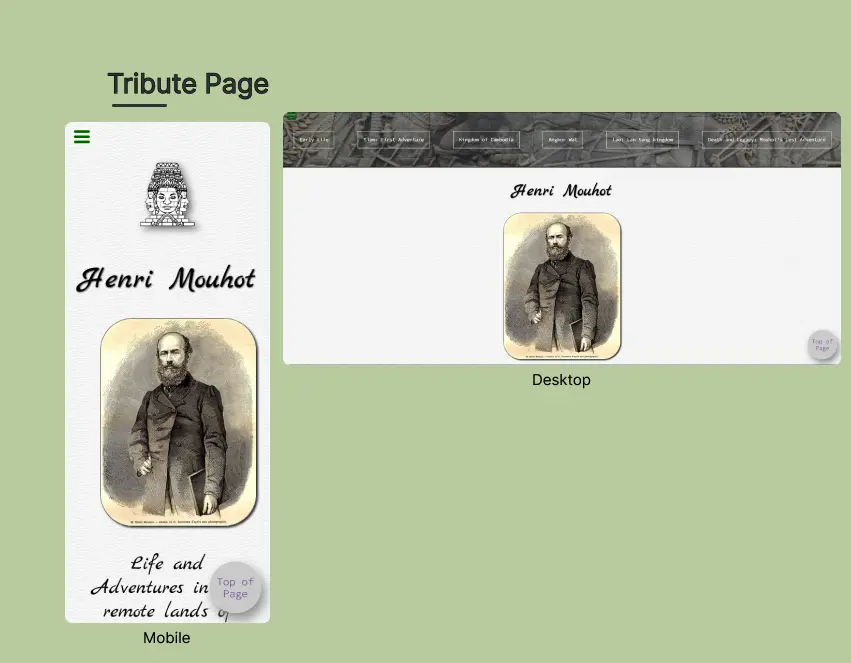 Tribute Page
Early Life
Siam: First Adventure
Kingdom of Cambodia
Angkor Wat
Laos: Lan Sang Kingdom
Death and Legacy: Mouhot's Last Adventure
Henri Mouhot
Top of
Page
Desktop
Henri Mouhot
Life and
Adventures in
remote lands of
Top of
Page
Mobile